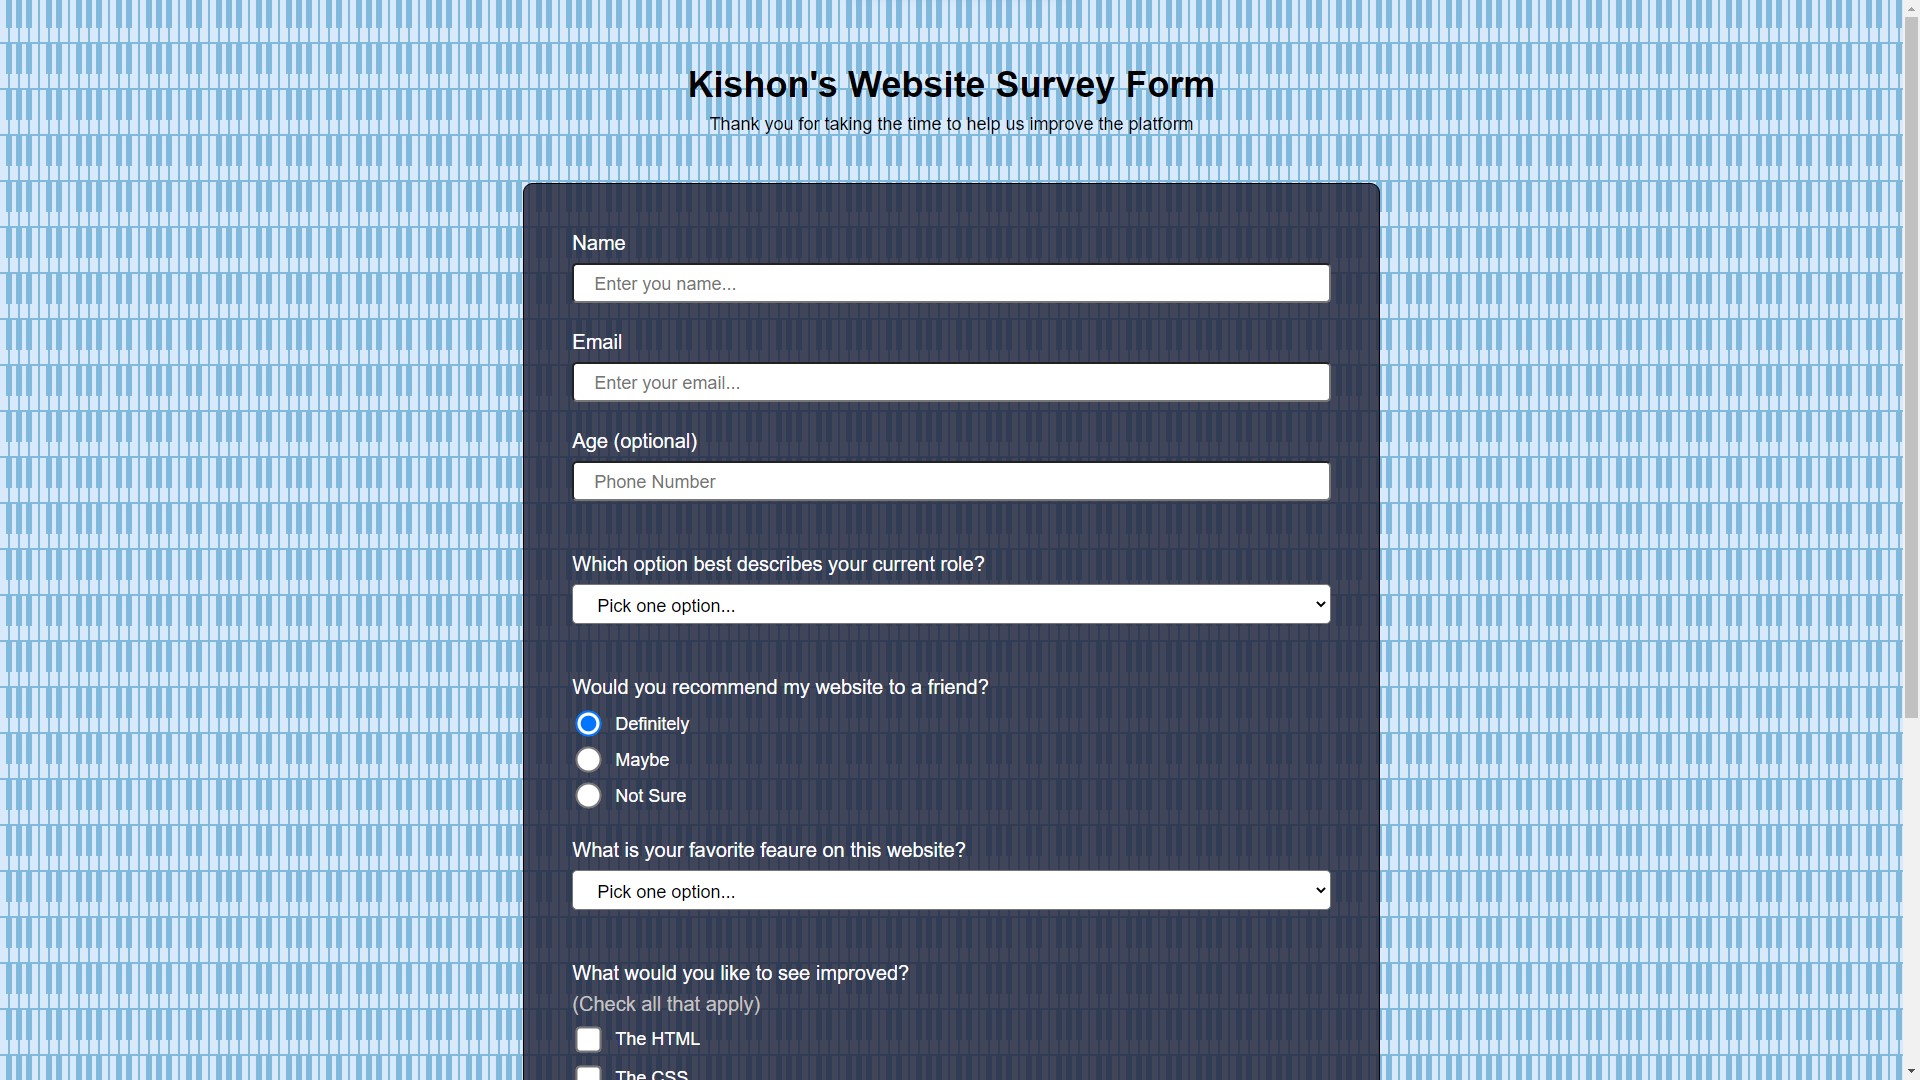 Kishon's Website Survey Form
Thank you for taking the time to help us improve the platform
Name
Enter you name...
Email
Enter your email...
Age (optional)
Phone Number
Which option best describes your current role?
Pick one option...
Would you recommend my website to a friend?
Definitely
Maybe
Not Sure
What is your favorite feaure on this website?
Pick one option...
What would you like to see improved?
(Check all that apply)
The HTML
The CSS